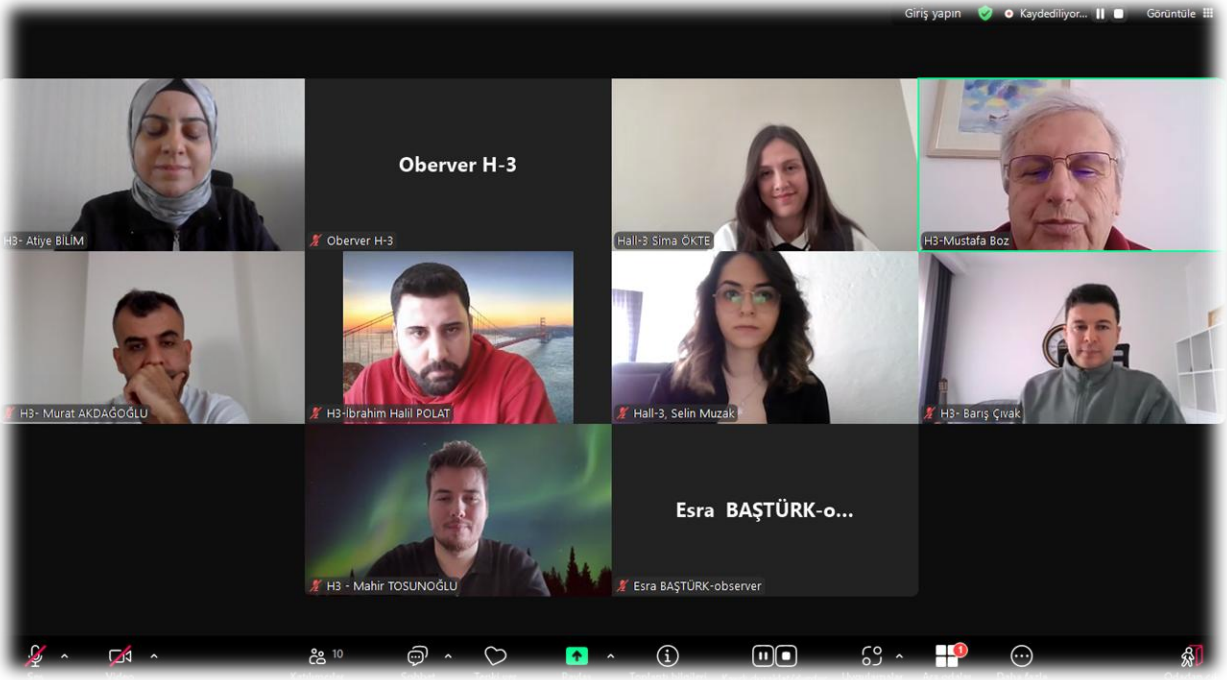 Giriş yapın
Kaydediliyor...
Görüntüle
H3- Atiye BİLİM
Oberver H-3
Oberver H-3
Hall-3 Sima ÖKTE
H3-Mustafa Boz
H3- Murat AKDAĞOĞLU
H3-İbrahim Halil POLAT
Hall-3, Selin Muzak
H3- Barış Çıvak
H3 - Mahir TOSUNOĞLU
Esra BAŞTÜRK-o...
Esra BAŞTÜRK-observer
10
1